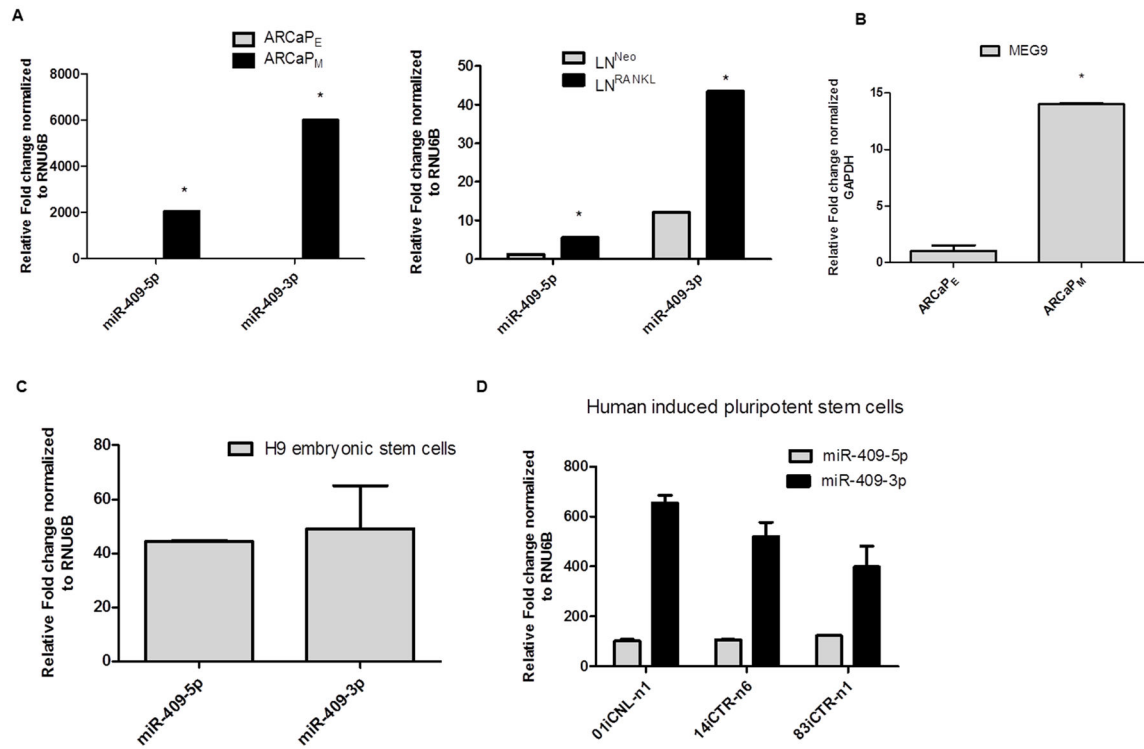 A
ARCaPE
ARCaPM
Relative Fold change normalized
to RNU6B
8000
6000
4000
2000
0
*
*
miR-409-5p
miR-409-3p
LNNeo
LNRANKL
Relative Fold change normalized
to RNU6B
50
40
30
20
10
0
*
*
miR-409-5p
miR-409-3p
B
MEG9
Relative Fold change normalized
GAPDH
15
10
5
0
*
ARCaPE
ARCaPM
C
H9 embryonic stem cells
Relative Fold change normalized
to RNU6B
80
60
40
20
0
miR-409-5p
miR-409-3p
D
Human induced pluripotent stem cells
miR-409-5p
miR-409-3p
Relative Fold change normalized
to RNU6B
800
600
400
200
0
01iCNL-n1
14iCTR-n6
83iCTR-n1